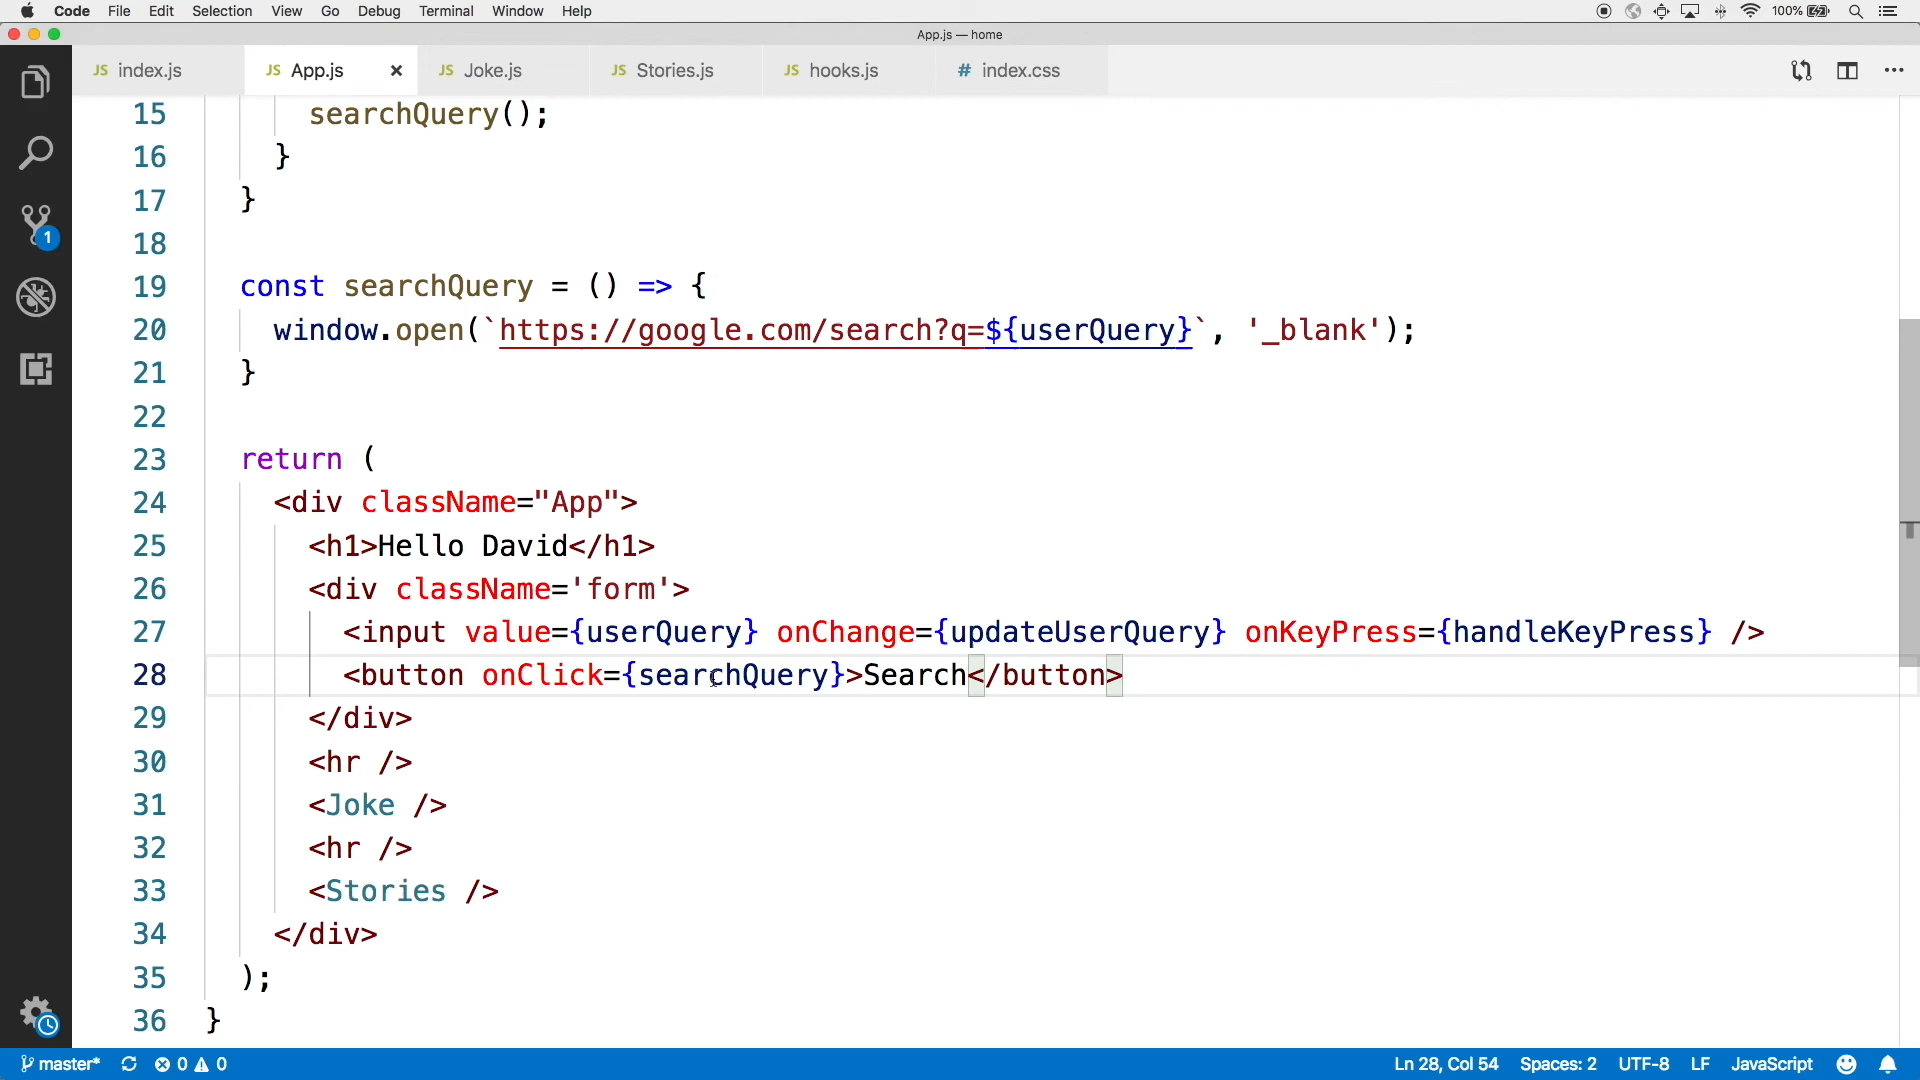 Code File Edit Selection View Go Debug Terminal Window Help 100%
App.js — home
JS index.js JS App.js × JS Joke.js JS Stories.js JS hooks.js # index.css
15 searchQuery();
16 }
17 }
18
19 const searchQuery = () => {
20 window.open(`https://google.com/search?q=${userQuery}`, '_blank');
21 }
22
23 return (
24 <div className="App">
25 <h1>Hello David</h1>
26 <div className='form'>
27 <input value={userQuery} onChange={updateUserQuery} onKeyPress={handleKeyPress} />
28 <button onClick={searchQuery}>Search</button>
29 </div>
30 <hr />
31 <Joke />
32 <hr />
33 <Stories />
34 </div>
35 );
36 }
1
master* 0 0 Ln 28, Col 54 Spaces: 2 UTF-8 LF JavaScript